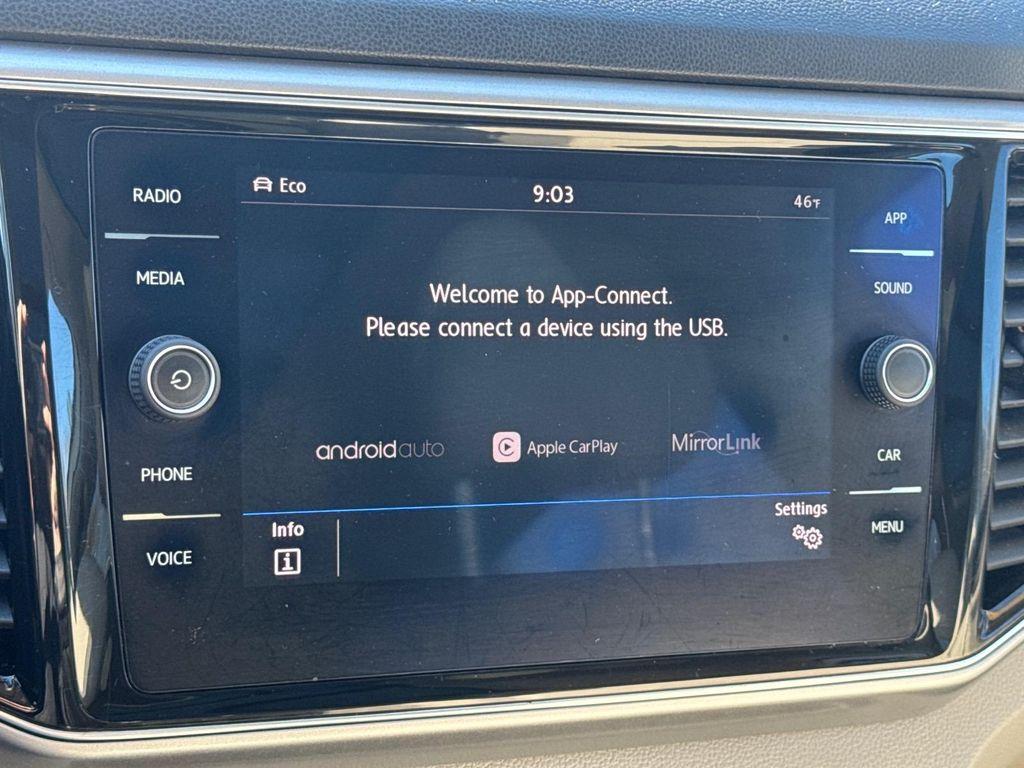 RADIO
MEDIA
PHONE
VOICE
Eco
9:03
46°F
Welcome to App-Connect.
Please connect a device using the USB.
androidauto
Apple CarPlay
MirrorLink
Info
i
Settings
APP
SOUND
CAR
MENU